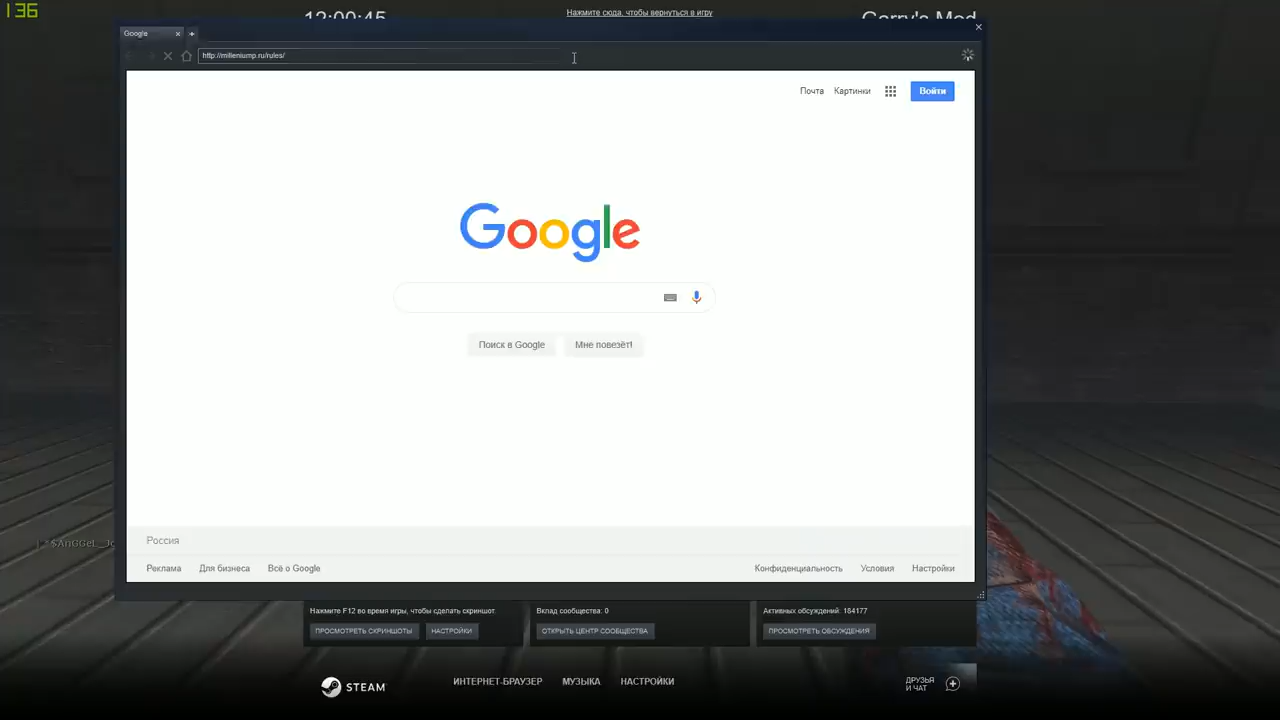 136
12:00:45
Нажмите сюда, чтобы вернуться в игру
Garry's Mod
Google
http://milleniump.ru/rules/
Почта
Картинки
Войти
Google
Поиск в Google
Мне повезёт!
Россия
Реклама
Для бизнеса
Всё о Google
Конфиденциальность
Условия
Настройки
Нажмите F12 во время игры, чтобы сделать скриншот.
Вклад сообщества: 0
Активных обсуждений: 184177
ПРОСМОТРЕТЬ СКРИНШОТЫ
НАСТРОЙКИ
ОТКРЫТЬ ЦЕНТР СООБЩЕСТВА
ПРОСМОТРЕТЬ ОБСУЖДЕНИЯ
STEAM
ИНТЕРНЕТ-БРАУЗЕР
МУЗЫКА
НАСТРОЙКИ
ДРУЗЬЯ
И ЧАТ